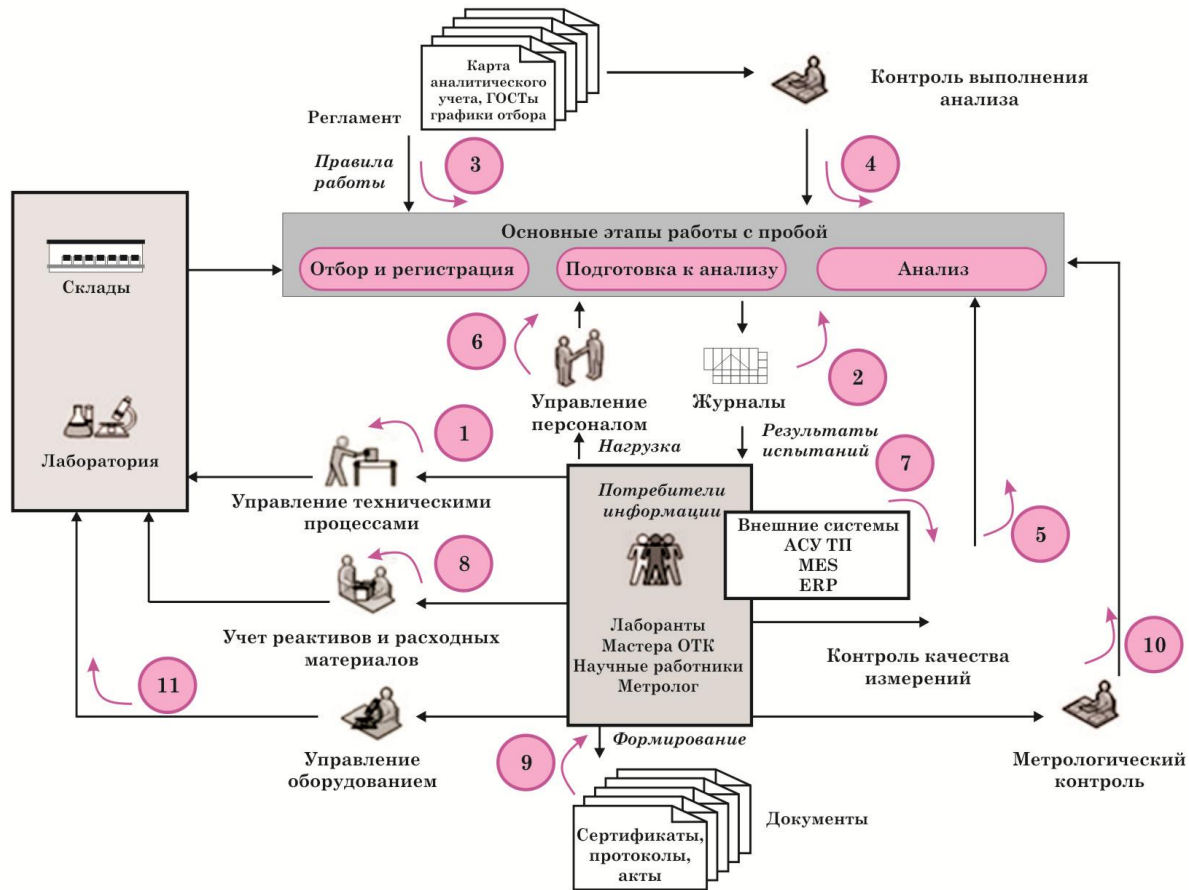 Карта
аналитического
учета, ГОСТы
графики отбора
Контроль выполнения
анализа
Регламент
Правила
работы
3
4
Основные этапы работы с пробой
Отбор и регистрация
Подготовка к анализу
Анализ
Склады
Лаборатория
6
Управление
персоналом
Нагрузка
Журналы
2
Результаты
испытаний
7
1
Управление техническими
процессами
Потребители
информации
Внешние системы
АСУ ТП
MES
ERP
5
8
Учет реактивов и расходных
материалов
Лаборанты
Мастера ОТК
Научные работники
Метролог
Контроль качества
измерений
10
11
Управление
оборудованием
Формирование
9
Метрологический
контроль
Документы
Сертификаты,
протоколы,
акты